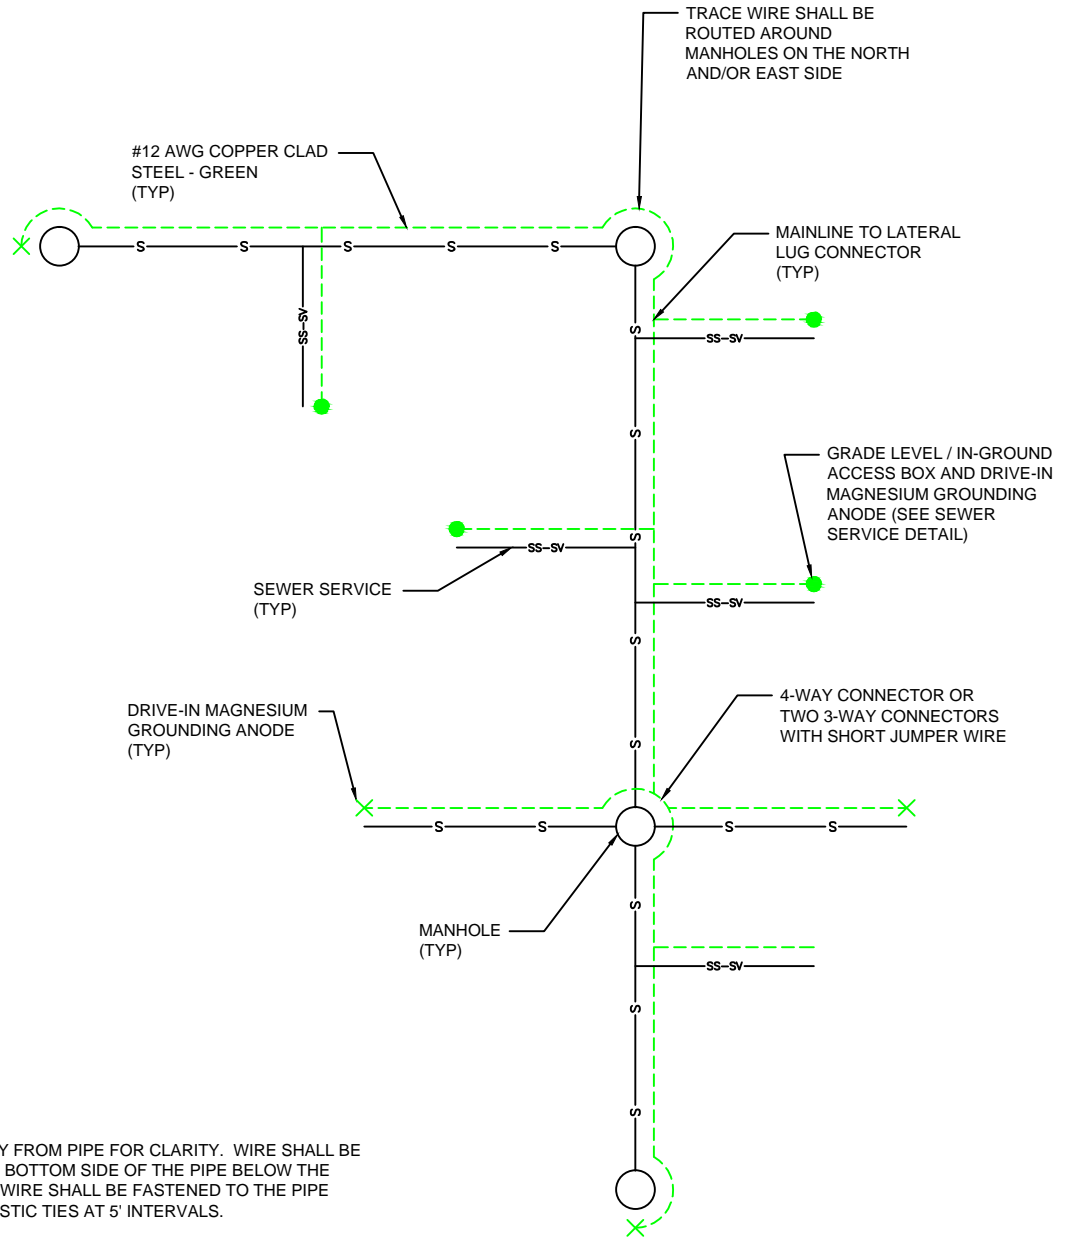 TRACE WIRE SHALL BE
ROUTED AROUND
MANHOLES ON THE NORTH
AND/OR EAST SIDE
#12 AWG COPPER CLAD
STEEL - GREEN
(TYP)
S S S S S
MAINLINE TO LATERAL
LUG CONNECTOR
(TYP)
SS-SV
S
SS-SV
S
GRADE LEVEL / IN-GROUND
ACCESS BOX AND DRIVE-IN
MAGNESIUM GROUNDING
ANODE (SEE SEWER
SERVICE DETAIL)
S
SS-SV
SEWER SERVICE
(TYP)
SS-SV
S
DRIVE-IN MAGNESIUM
GROUNDING ANODE
(TYP)
4-WAY CONNECTOR OR
TWO 3-WAY CONNECTORS
WITH SHORT JUMPER WIRE
S
S S S S
S
MANHOLE
(TYP)
SS-SV
S
S
Y FROM PIPE FOR CLARITY. WIRE SHALL BE
BOTTOM SIDE OF THE PIPE BELOW THE
WIRE SHALL BE FASTENED TO THE PIPE
STIC TIES AT 5' INTERVALS.